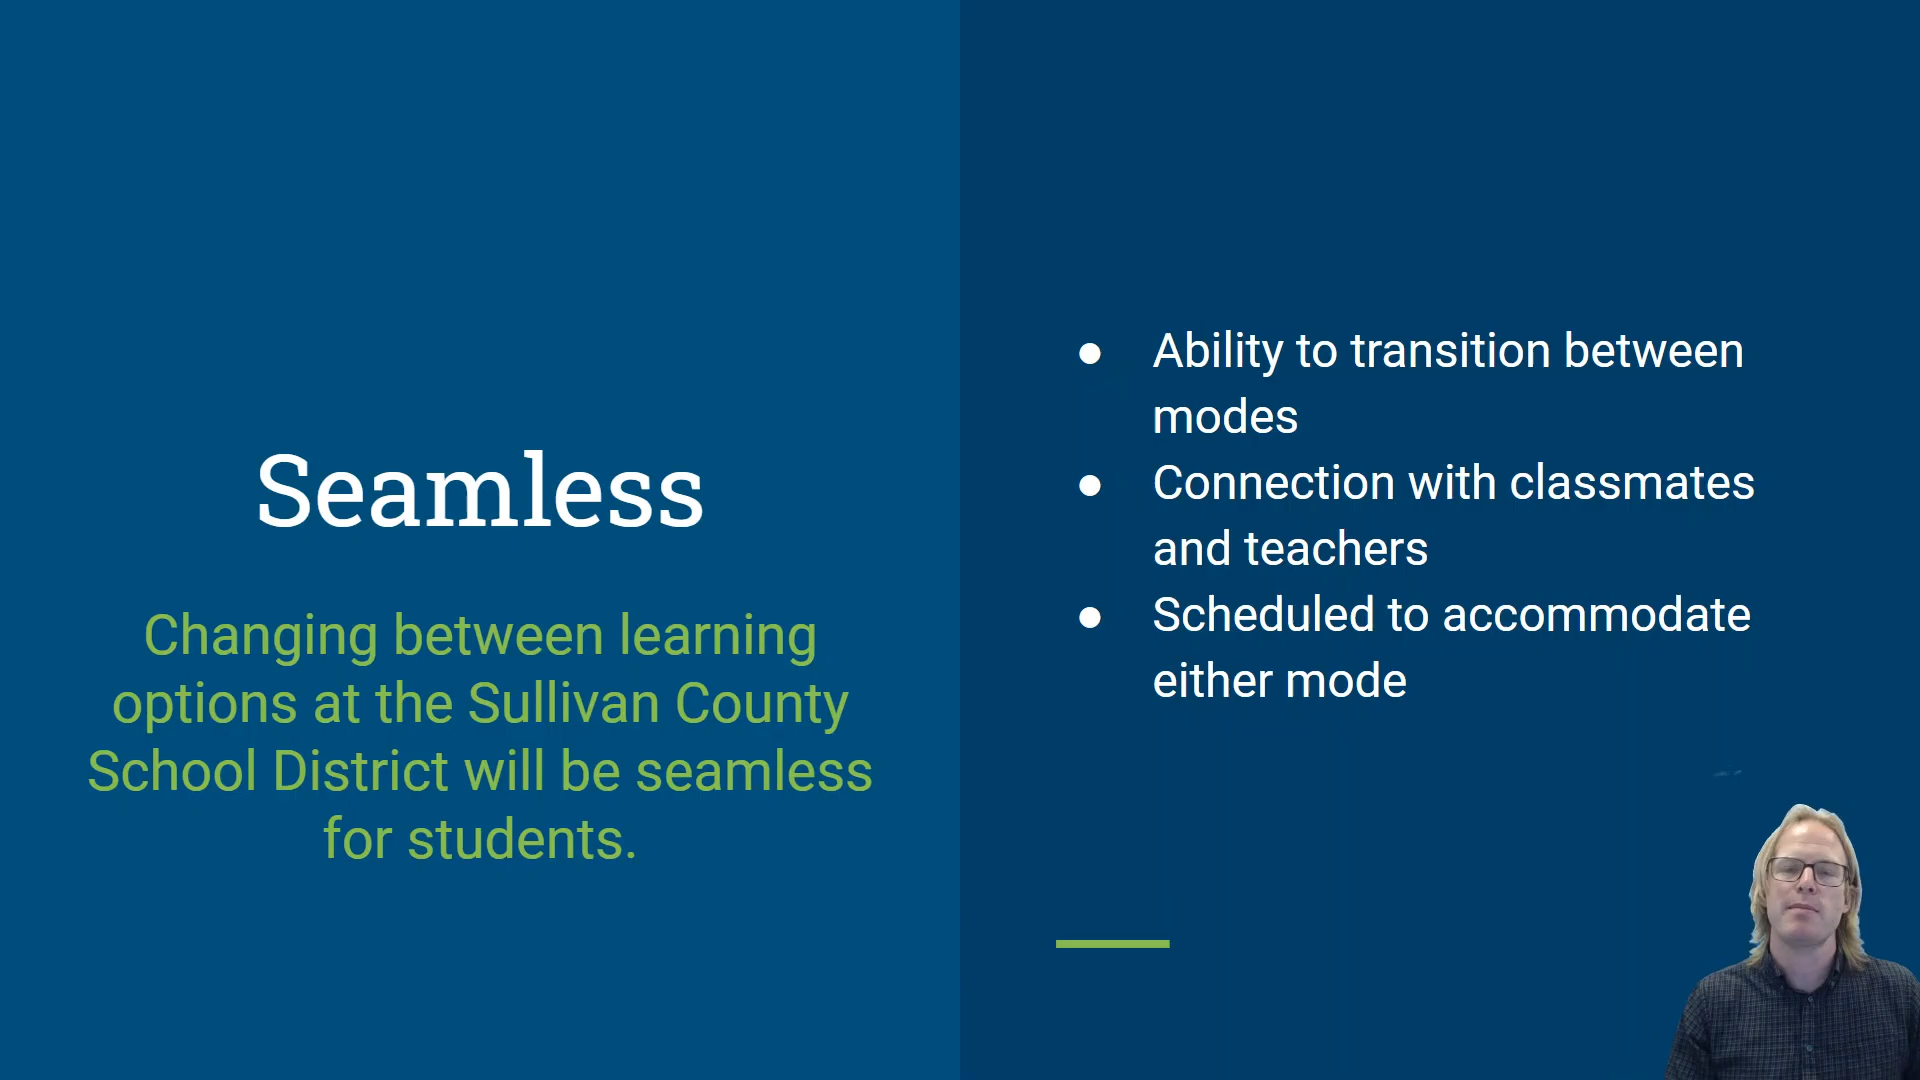 Seamless
Changing between learning
options at the Sullivan County
School District will be seamless
for students.
● Ability to transition between
modes
● Connection with classmates
and teachers
● Scheduled to accommodate
either mode